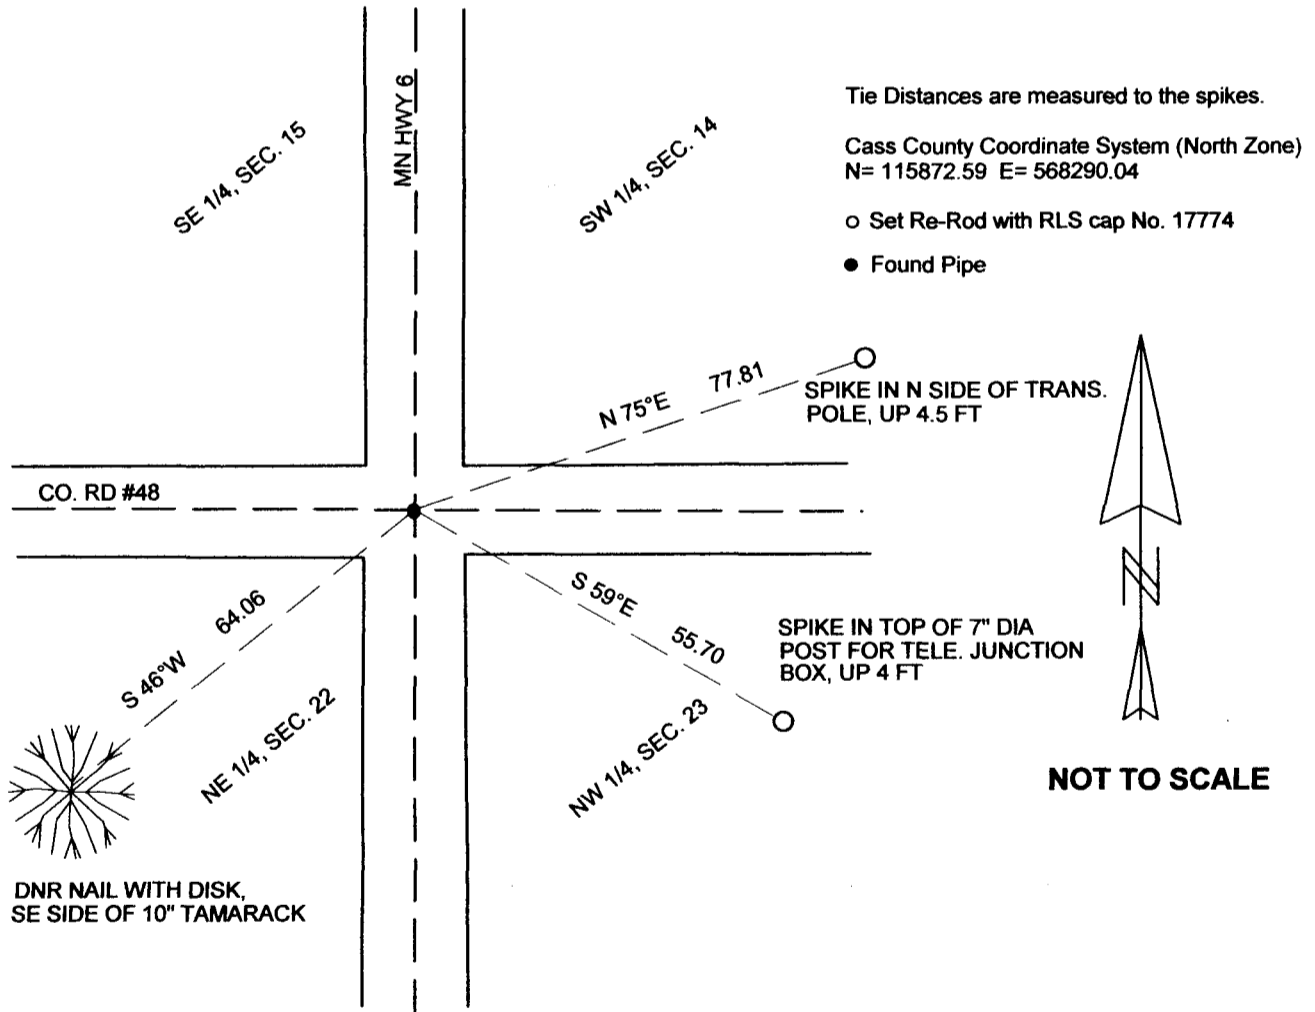 MN HWY 6
SE 1/4, SEC. 15
SW 1/4, SEC. 14
Tie Distances are measured to the spikes.
Cass County Coordinate System (North Zone)
N= 115872.59 E= 568290.04
Set Re-Rod with RLS cap No. 17774
Found Pipe
N 75°E 77.81
SPIKE IN N SIDE OF TRANS.
POLE, UP 4.5 FT
CO. RD #48
S 46°W 64.06
S 59°E 55.70
SPIKE IN TOP OF 7" DIA
POST FOR TELE. JUNCTION
BOX, UP 4 FT
N
NE 1/4, SEC. 22
NW 1/4, SEC. 23
NOT TO SCALE
DNR NAIL WITH DISK,
SE SIDE OF 10" TAMARACK